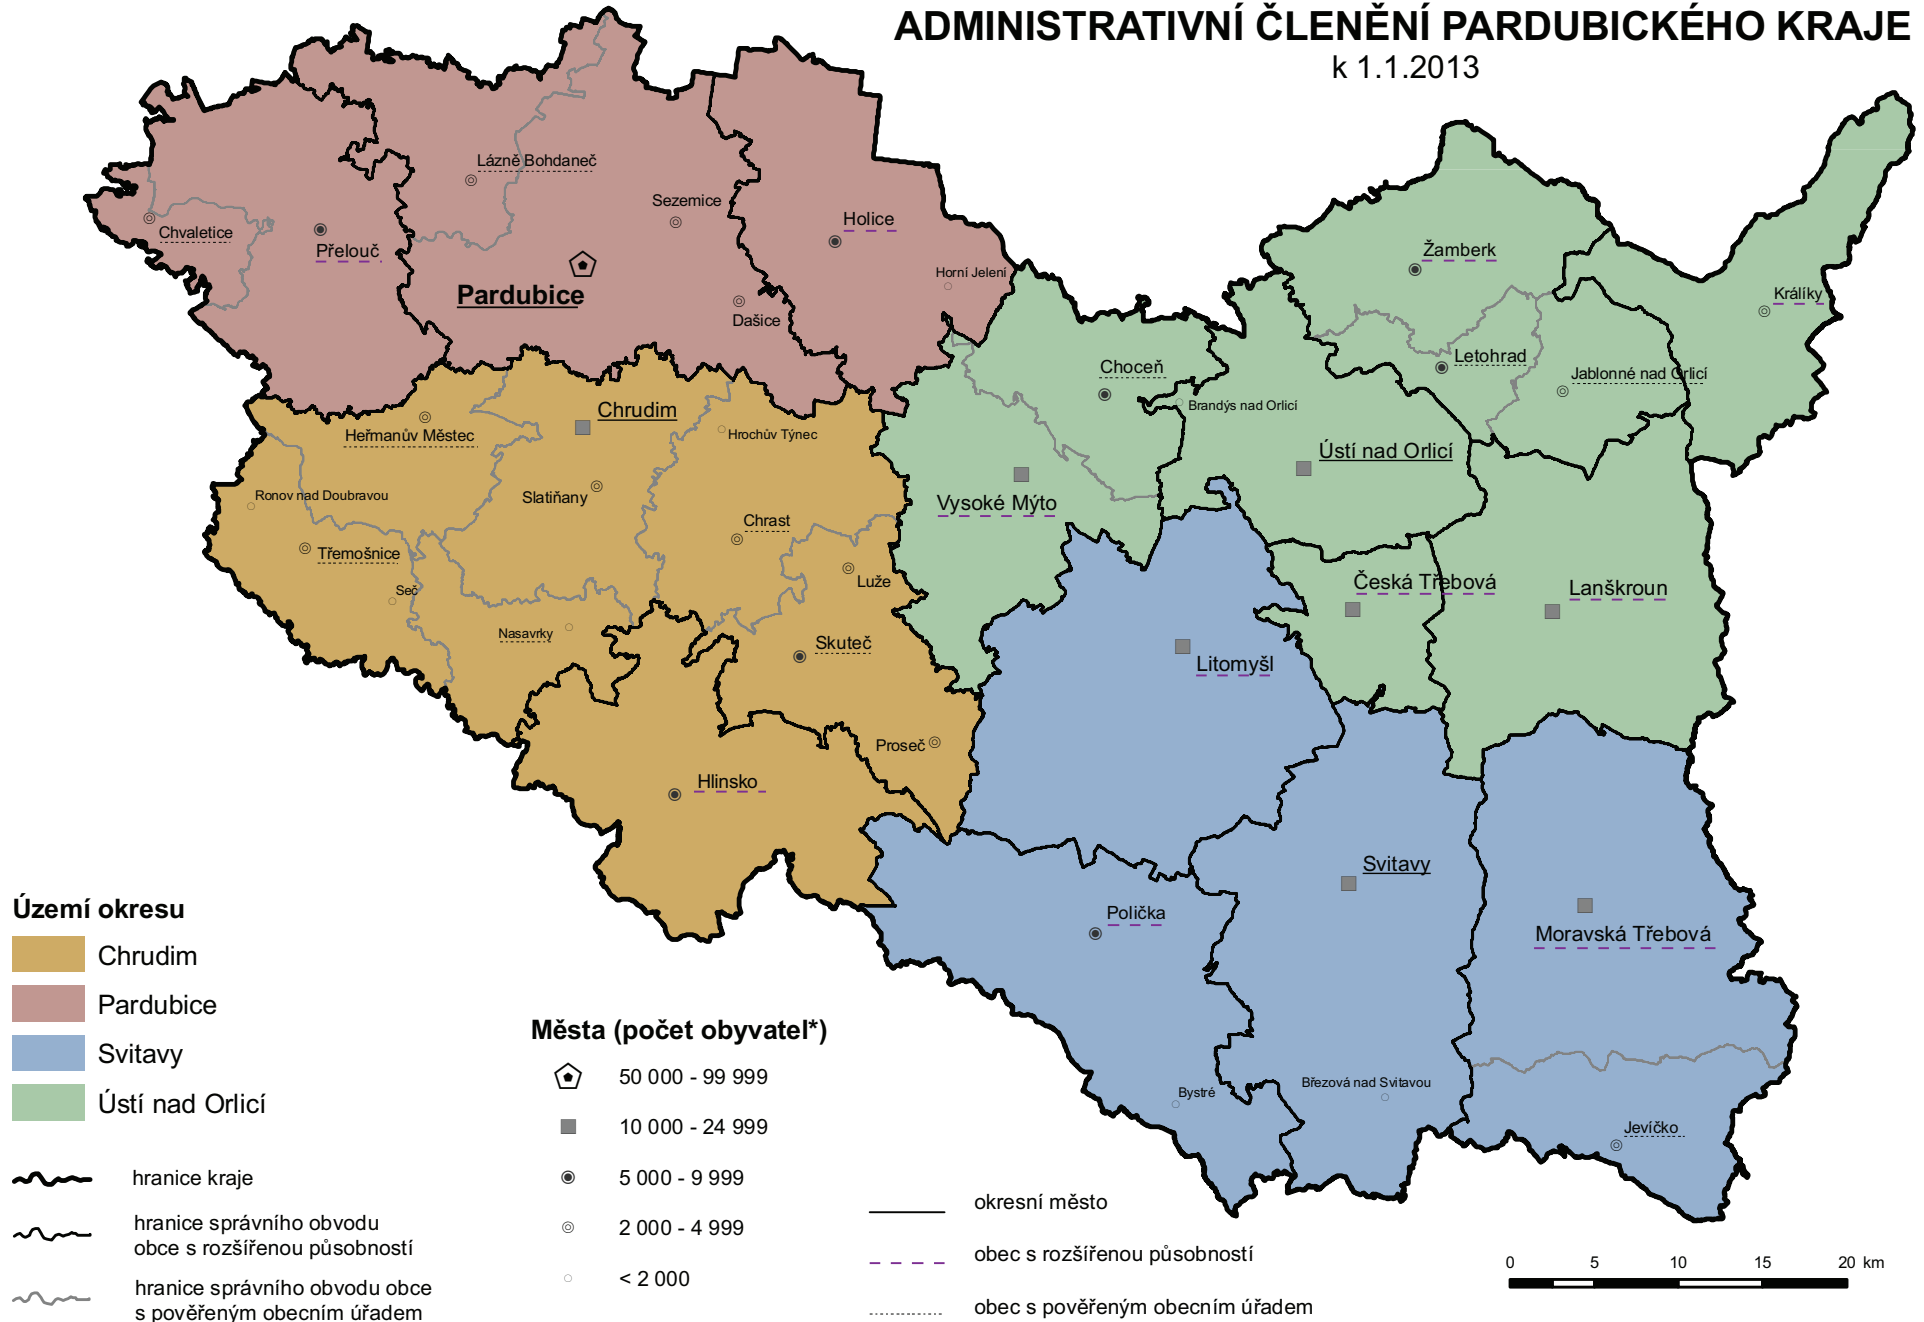 ADMINISTRATIVNÍ ČLENĚNÍ PARDUBICKÉHO KRAJE
k 1.1.2013
Lázně Bohdaneč
Sezemice
Chvaletice
Přelouč
Holice
Pardubice
Dašice
Horní Jelení
Žamberk
Králíky
Letohrad
Jablonné nad Orlicí
Choceň
Brandýs nad Orlicí
Chrudim
Heřmanův Městec
Hrochův Týnec
Ústí nad Orlicí
Ronov nad Doubravou
Slatiňany
Vysoké Mýto
Chrast
Třemošnice
Luže
Česká Třebová
Lanškroun
Seč
Nasavrky
Skuteč
Litomyšl
Proseč
Hlinsko
Svitavy
Polička
Moravská Třebová
Bystré
Březová nad Svitavou
Jevíčko
Území okresu
Chrudim
Pardubice
Svitavy
Ústí nad Orlicí
hranice kraje
hranice správního obvodu
obce s rozšířenou působností
hranice správního obvodu obce
s pověřeným obecním úřadem
Města (počet obyvatel*)
50 000 - 99 999
10 000 - 24 999
5 000 - 9 999
2 000 - 4 999
< 2 000
okresní město
obec s rozšířenou působností
obec s pověřeným obecním úřadem
0 5 10 15 20 km